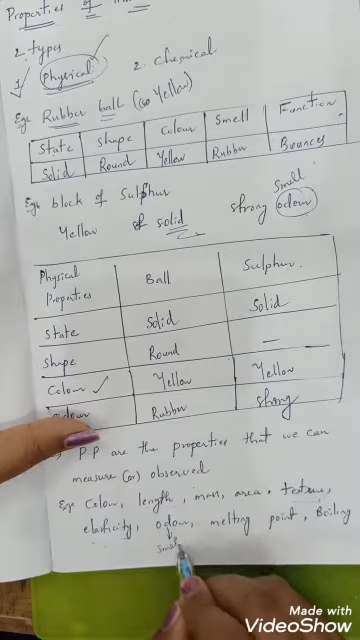 Properties of
2 types
1. Physical 2. chemical
Eg: Rubber ball (Yellow)
State Shape Colour Smell Function
Solid Round Yellow Rubber Bounces
Eg: block of Sulphur
Smell
Yellow solid strong odour
Physical Properties Ball Sulphur
State Solid Solid
Shape Round —
Colour ✓ Yellow Yellow
Odour Rubber Strong
P.P are the properties that we can
measure (or) observed
Eg: Colour, length, mass, area, texture,
elasticity, odour, melting point, Boiling
Made with
VideoShow